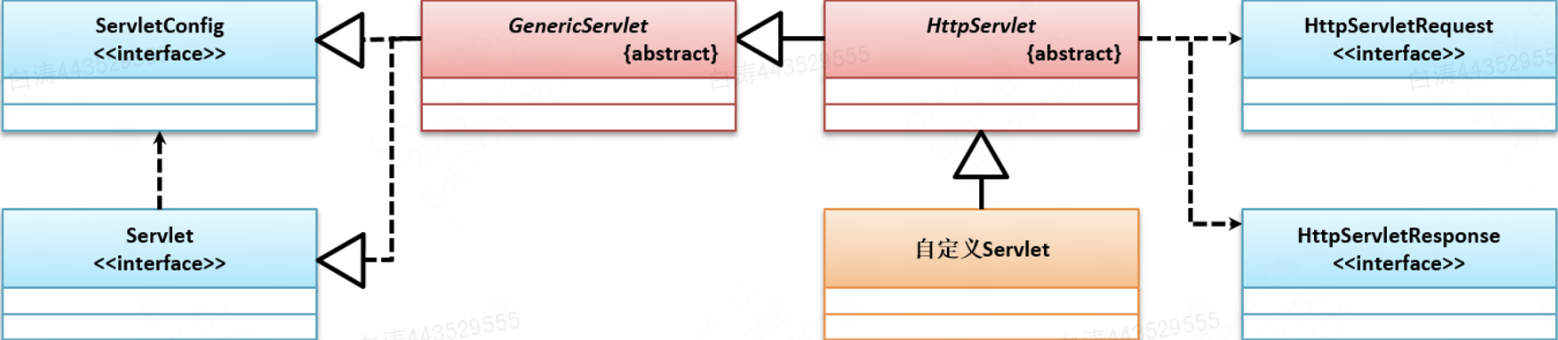 ServletConfig
<<interface>>
GenericServlet
{abstract}
HttpServlet
{abstract}
HttpServletRequest
<<interface>>
Servlet
<<interface>>
自定义Servlet
HttpServletResponse
<<interface>>
白涛443529555
白涛443529555
白涛443529555
白涛443529555
白涛443529555